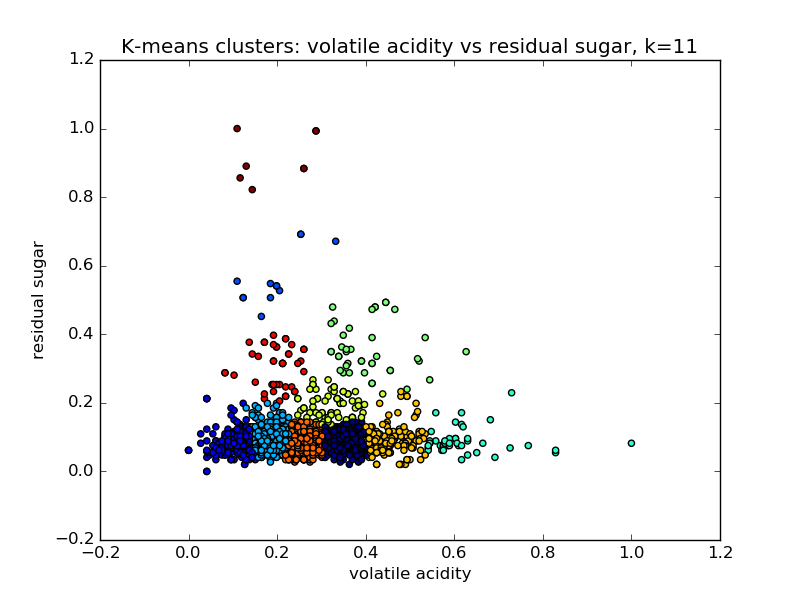 K-means clusters: volatile acidity vs residual sugar, k=11
1.2
1.0
0.8
0.6
0.4
0.2
0.0
−0.2
residual sugar
−0.2 0.0 0.2 0.4 0.6 0.8 1.0 1.2
volatile acidity